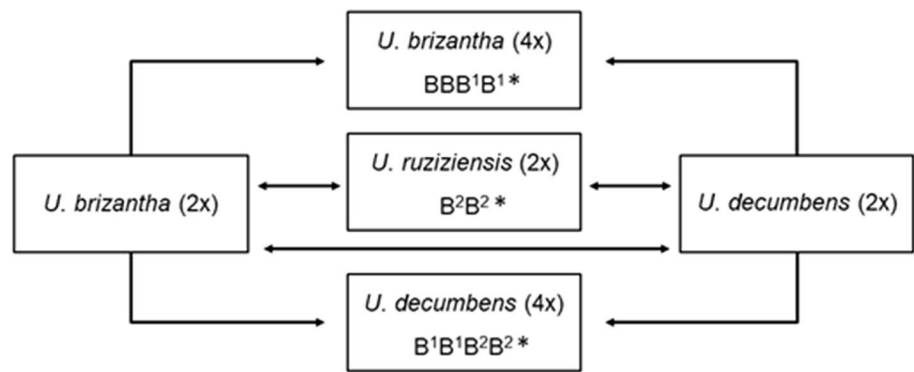 U. brizantha (4x)
BBB¹B¹*
U. ruziziensis (2x)
B²B²*
U. brizantha (2x)
U. decumbens (2x)
U. decumbens (4x)
B¹B¹B²B²*